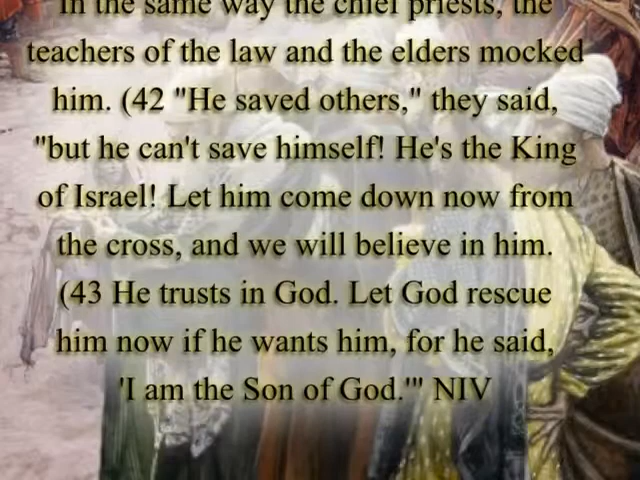 In the same way the chief priests, the
teachers of the law and the elders mocked
him. (42 "He saved others," they said,
"but he can't save himself! He's the King
of Israel! Let him come down now from
the cross, and we will believe in him.
(43 He trusts in God. Let God rescue
him now if he wants him, for he said,
'I am the Son of God.'" NIV